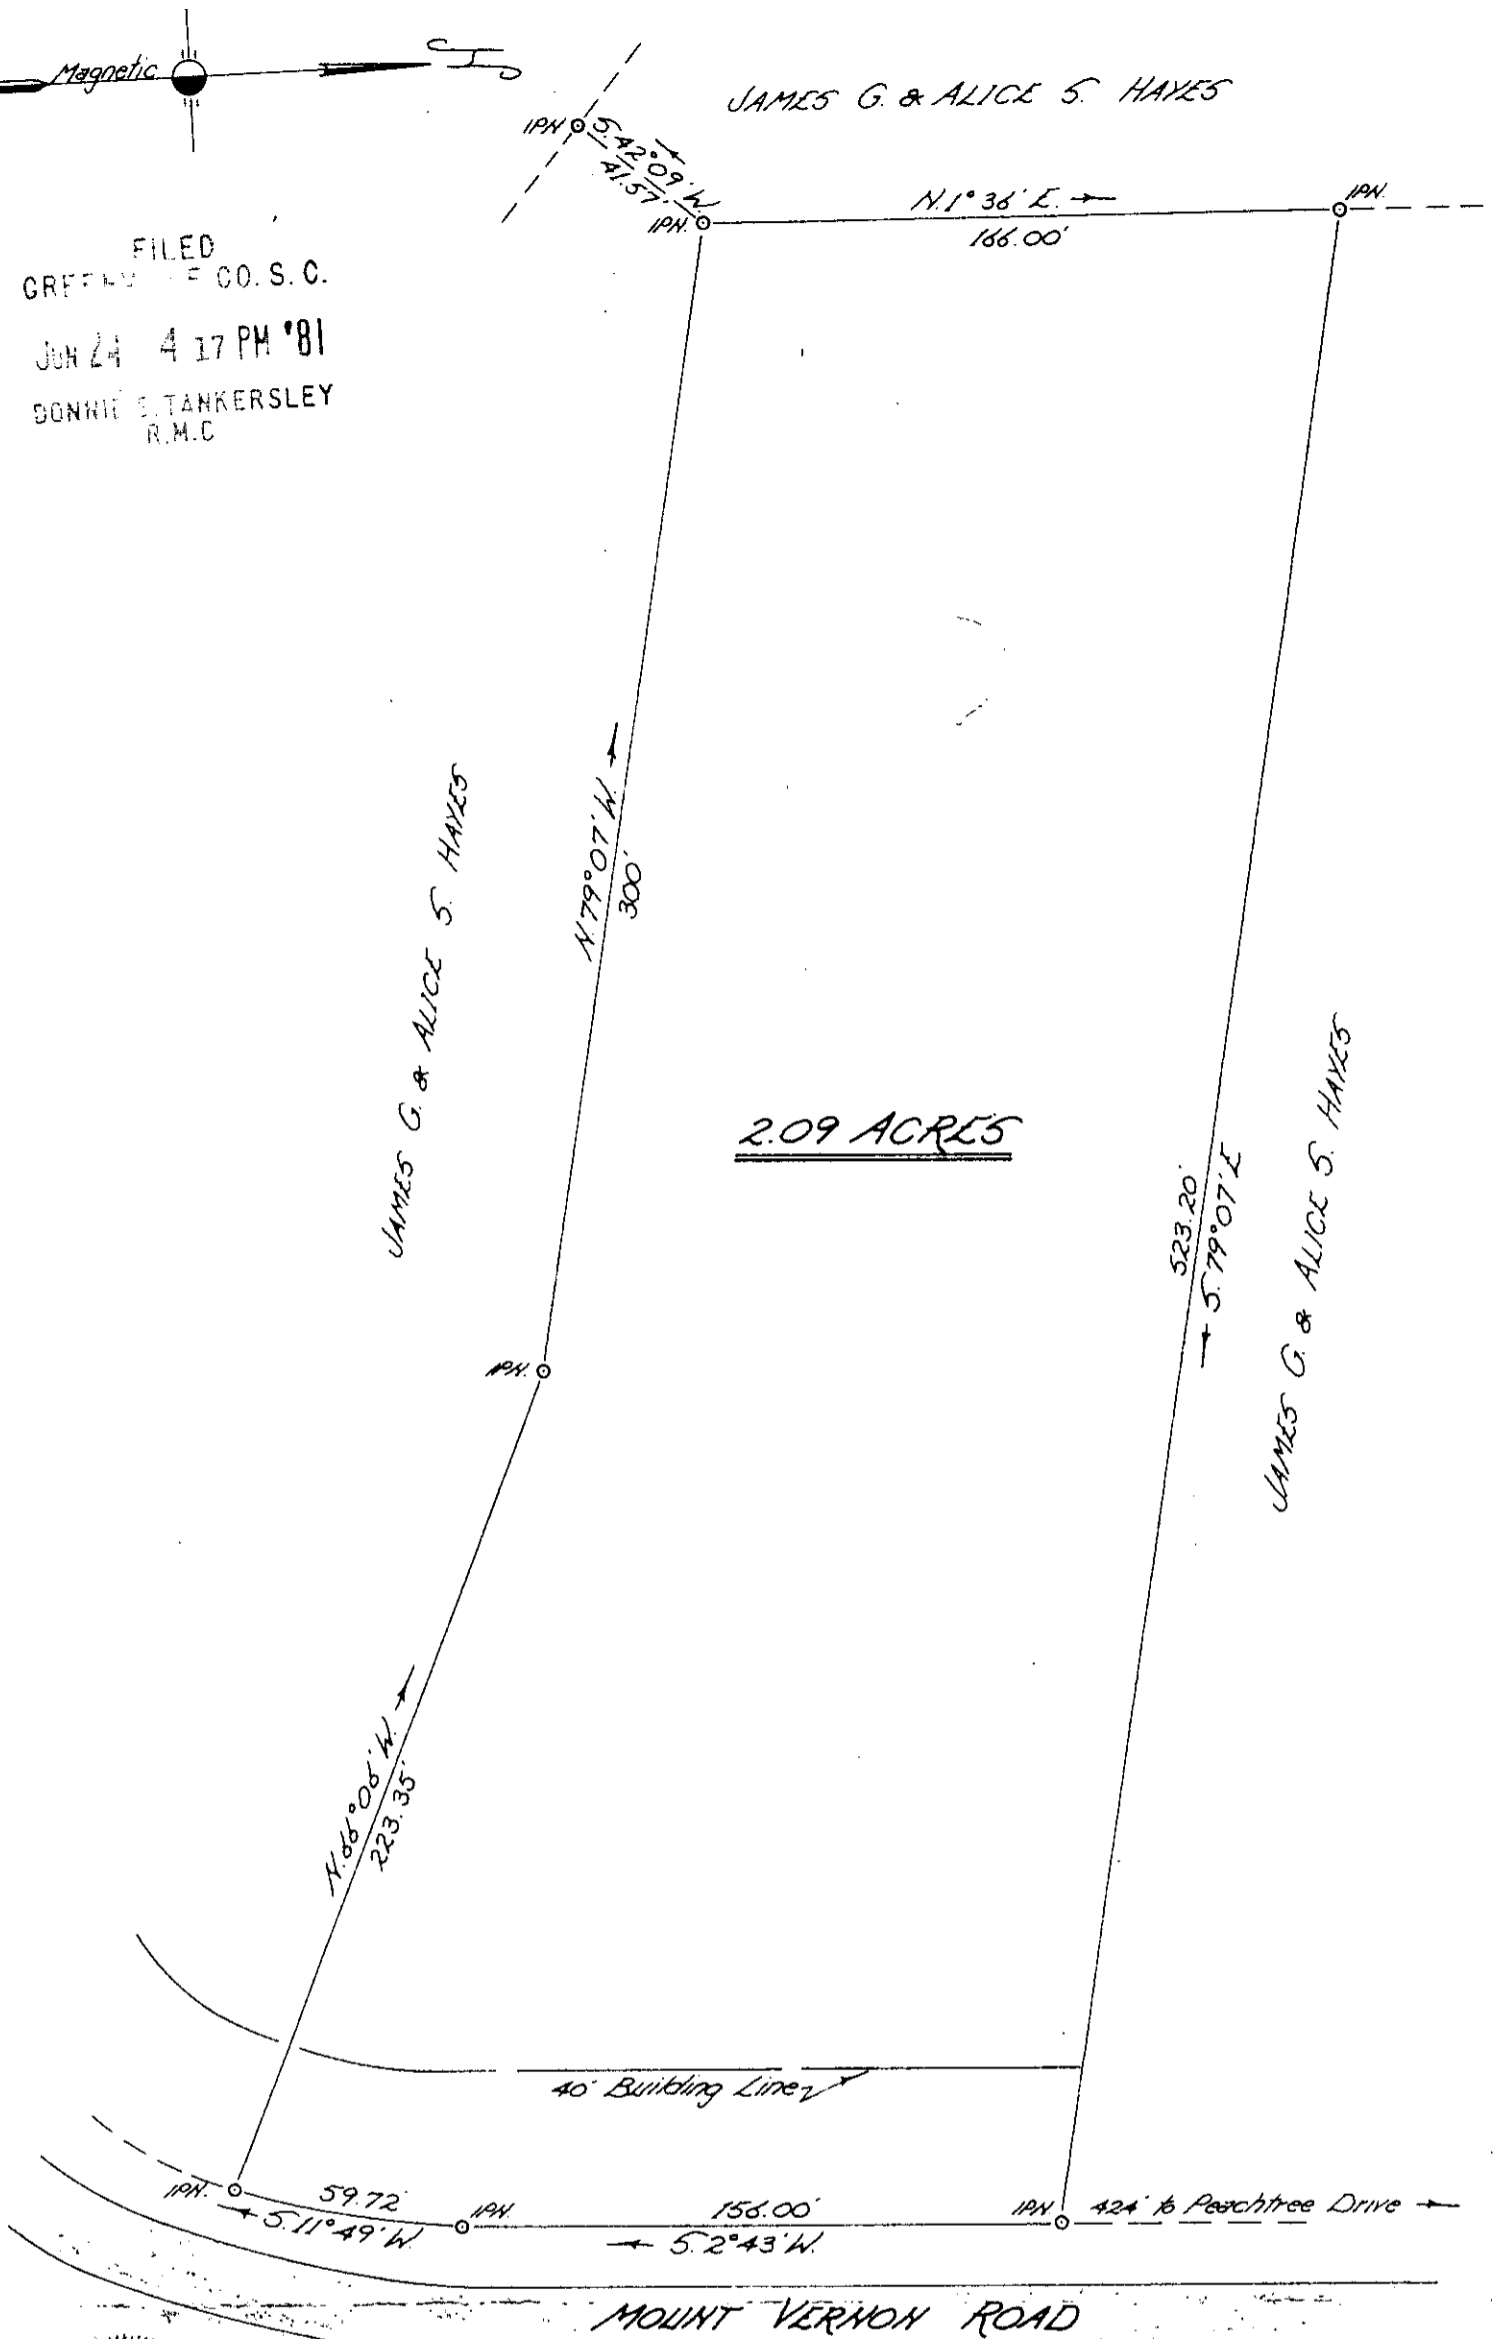 Magnetic
JAMES G. & ALICE S. HAYES
IPN
S.42°09'W.
41.57'
IPN.
N.1°36'E.
166.00'
IPN.
FILED
CO. S. C.
JUN 24 4 17 PM '81
DONNIE S. TANKERSLEY
R.M.C
N.79°07'W.
300'
JAMES G. & ALICE S. HAYES
2.09 ACRES
523.20'
S.79°07'E
JAMES G. & ALICE S. HAYES
IPN.
N.66°06'W.
223.35'
40' Building Line
IPN.
59.72'
S.11°49'W.
IPN.
156.00'
S.2°43'W.
IPN
424' to Peachtree Drive
MOUNT VERNON ROAD